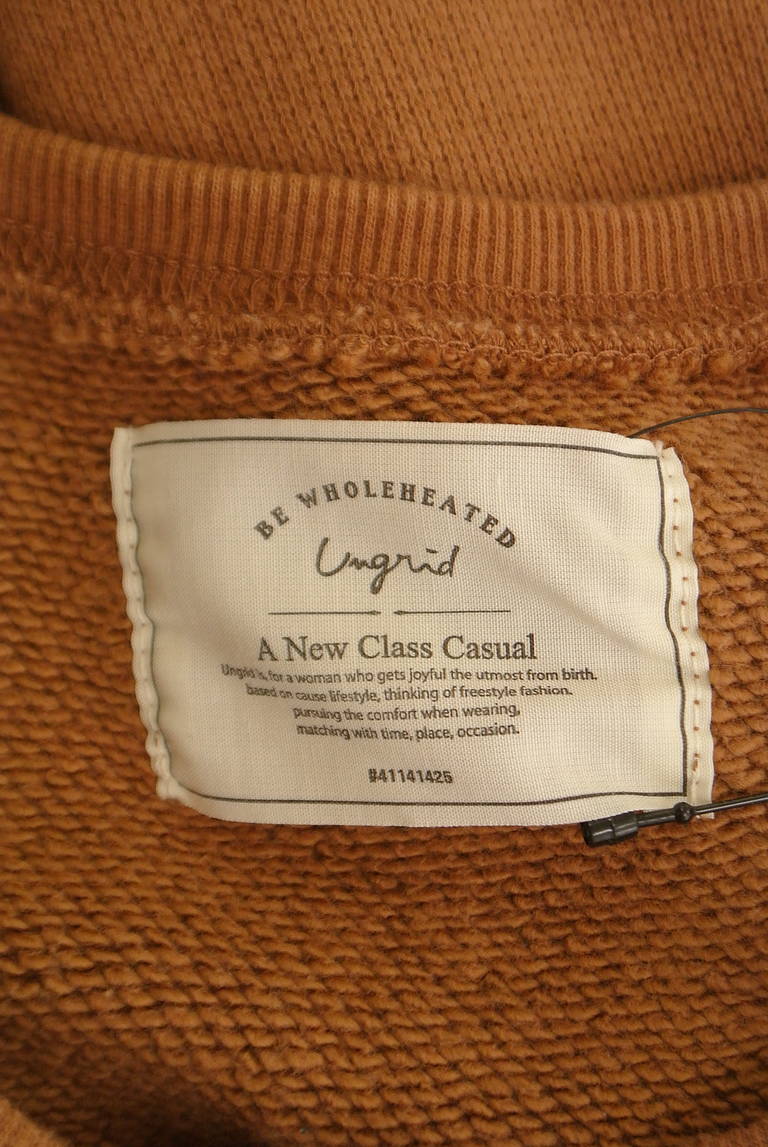 BE WHOLEHEATED
Ungrid
A New Class Casual
Ungrid is, for a woman who gets joyful the utmost from birth.
based on cause lifestyle, thinking of freestyle fashion.
pursuing the comfort when wearing,
matching with time, place, occasion.
#41141425